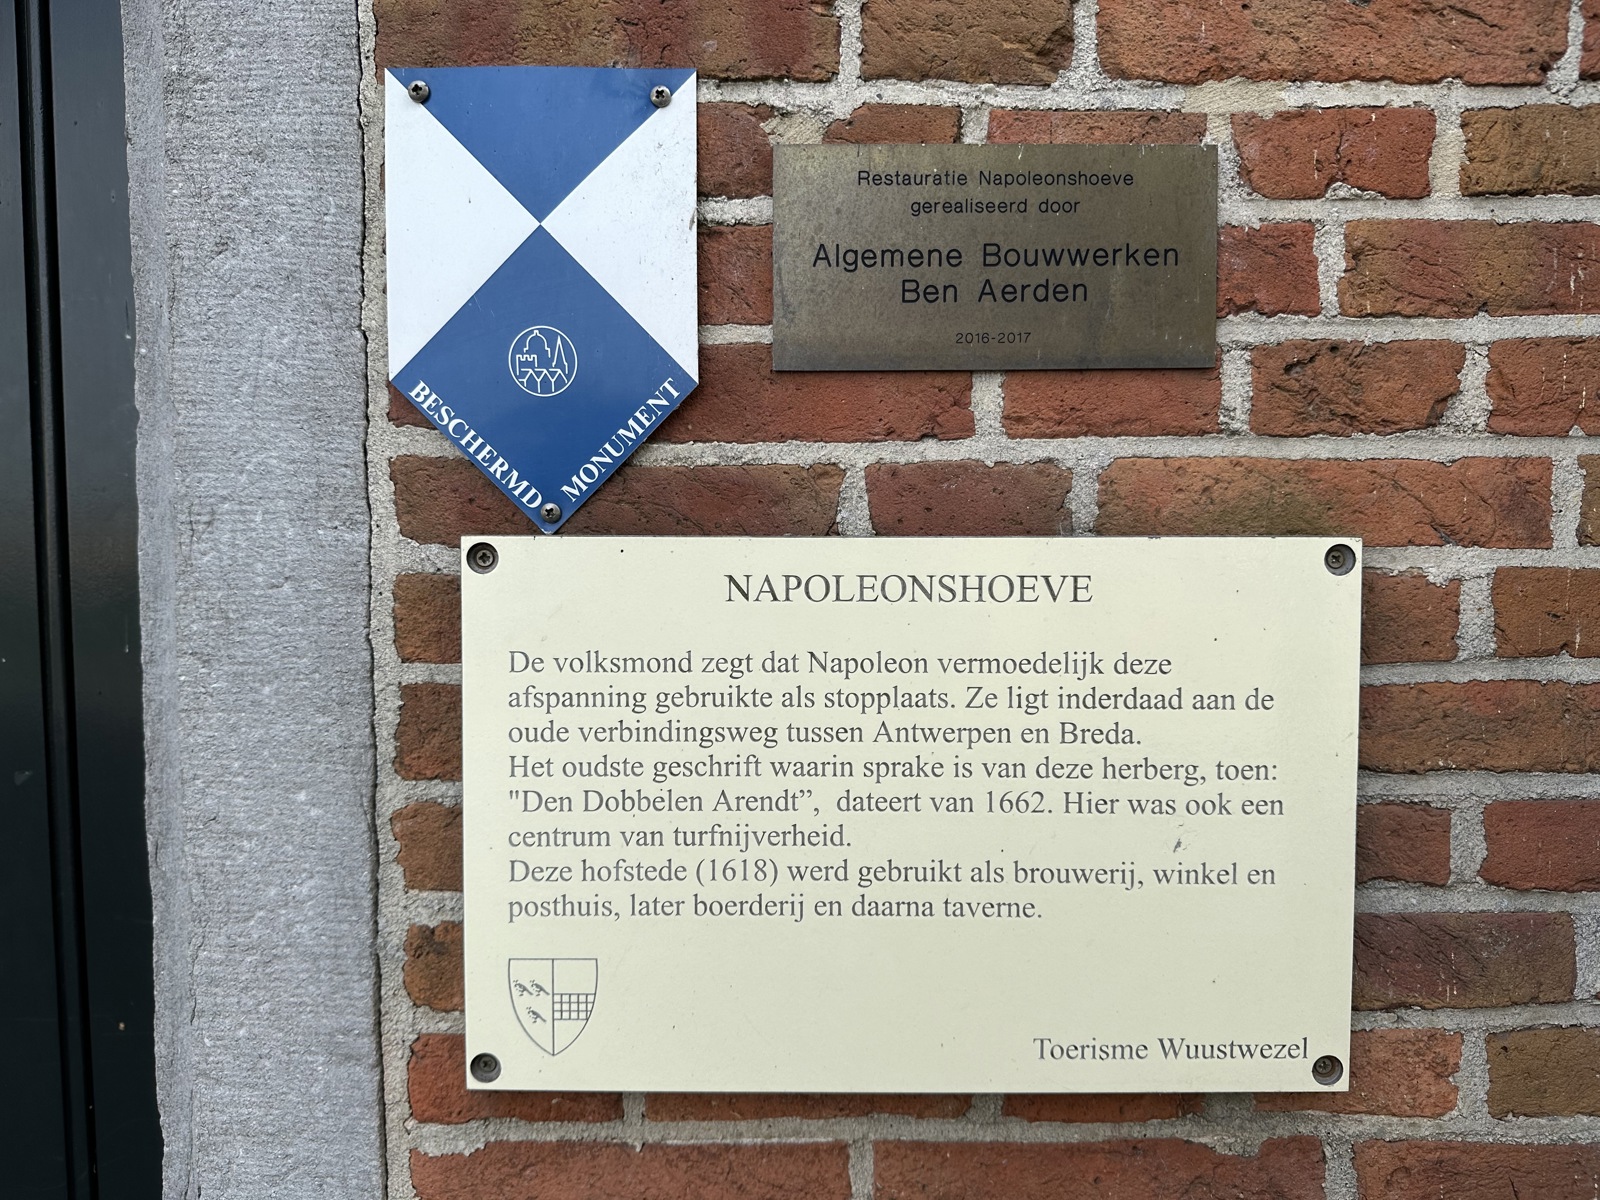 BESCHERMD MONUMENT
Restauratie Napoleonshoeve
gerealiseerd door
Algemene Bouwwerken
Ben Aerden
2016-2017
NAPOLEONSHOEVE
De volksmond zegt dat Napoleon vermoedelijk deze
afspanning gebruikte als stopplaats. Ze ligt inderdaad aan de
oude verbindingsweg tussen Antwerpen en Breda.
Het oudste geschrift waarin sprake is van deze herberg, toen:
"Den Dobbelen Arendt”, dateert van 1662. Hier was ook een
centrum van turfnijverheid.
Deze hofstede (1618) werd gebruikt als brouwerij, winkel en
posthuis, later boerderij en daarna taverne.
Toerisme Wuustwezel